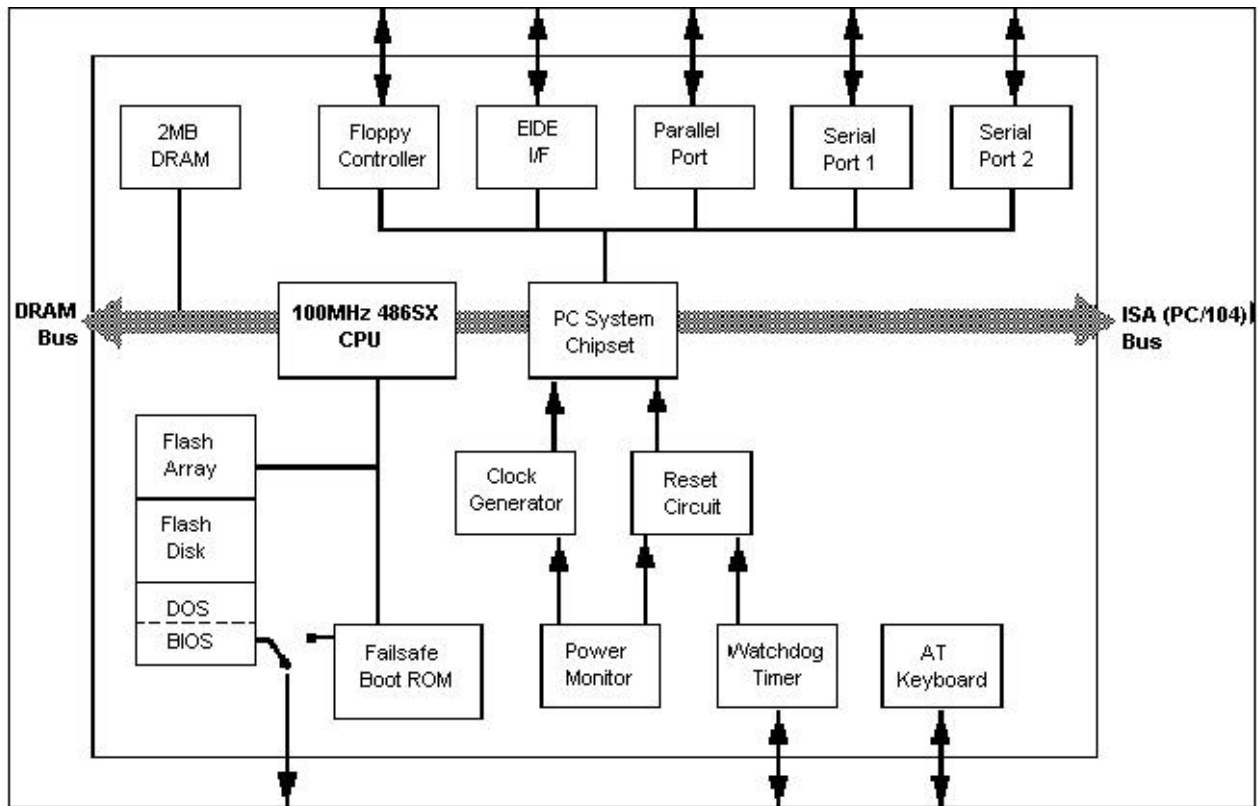 2MB
DRAM
Floppy
Controller
EIDE
I/F
Parallel
Port
Serial
Port 1
Serial
Port 2
DRAM
Bus
100MHz 486SX
CPU
PC System
Chipset
ISA (PC/104)
Bus
Flash
Array
Clock
Generator
Reset
Circuit
Flash
Disk
DOS
BIOS
Failsafe
Boot ROM
Power
Monitor
Watchdog
Timer
AT
Keyboard